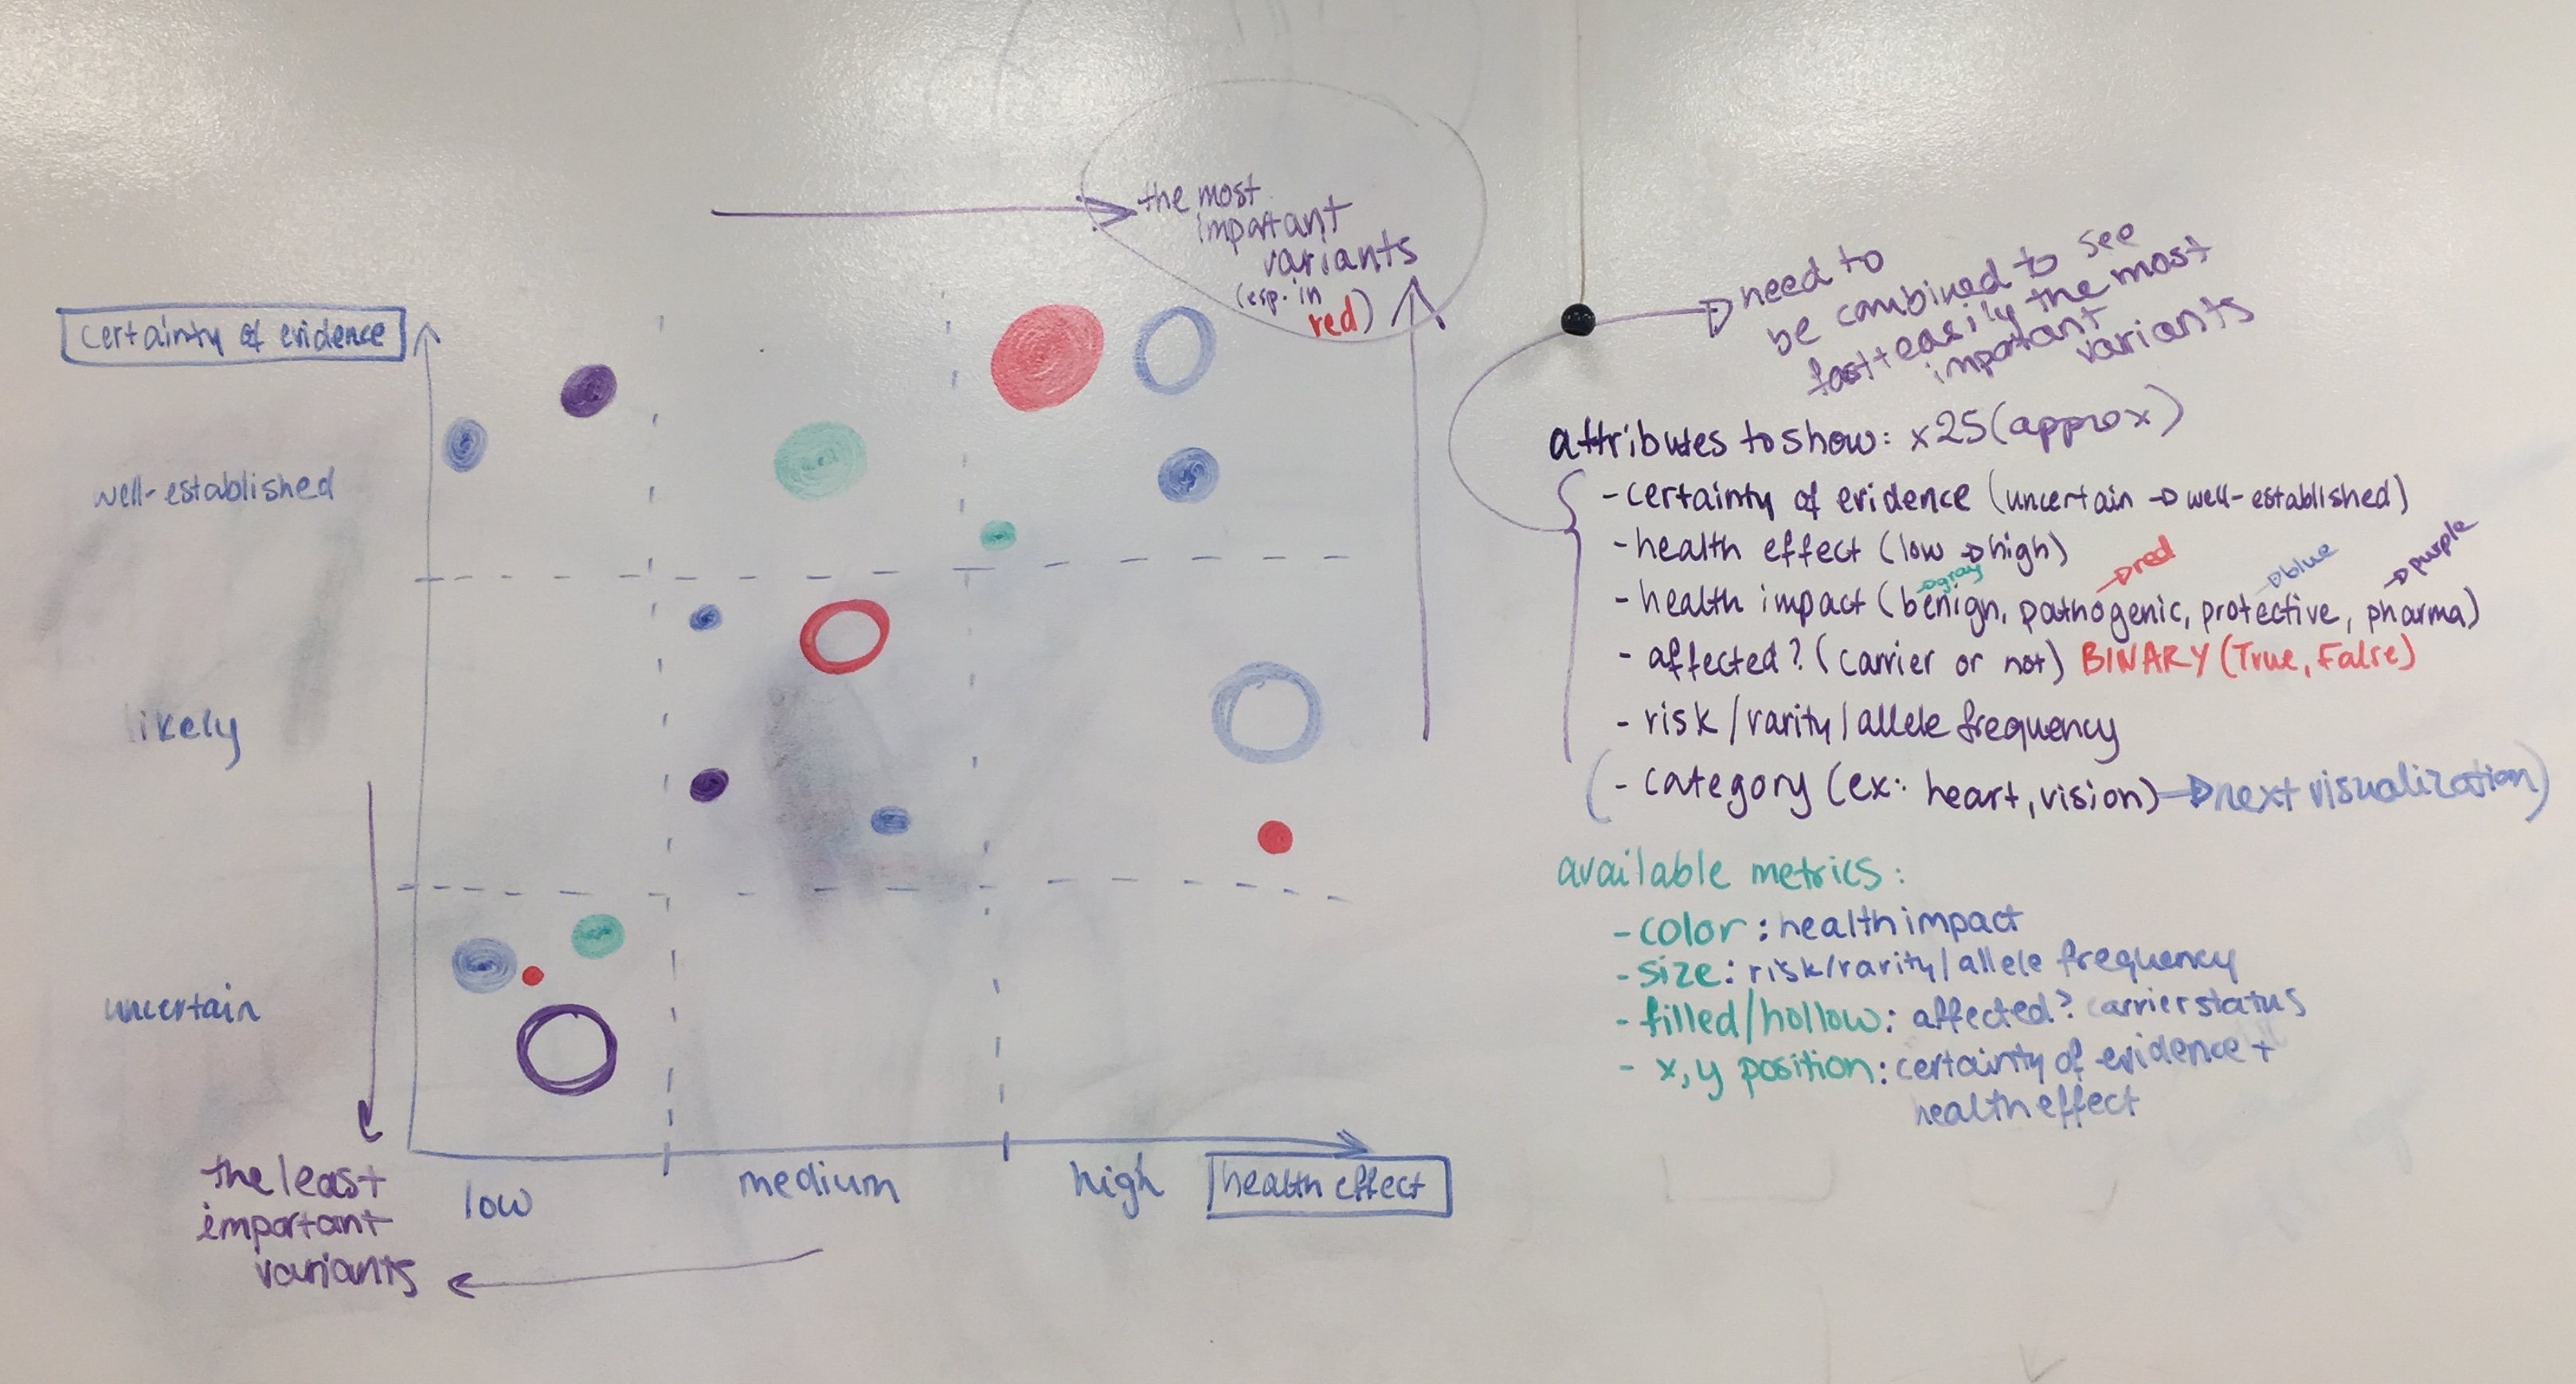 the most
important
variants
(esp. in
red)
certainty of evidence
well-established
likely
uncertain
the least
important
variants
low
medium
high
health effect
need to
be combined to see
fast + easily the most
important
variants
attributes to show: x25 (approx)
- certainty of evidence (uncertain → well-established)
- health effect (low → high)
→ gray → red → blue → purple
- health impact (benign, pathogenic, protective, pharma)
- affected? (carrier or not) BINARY (True, False)
- risk / rarity / allele frequency
(- category (ex: heart, vision) → next visualization)
available metrics:
- color: health impact
- size: risk/rarity/allele frequency
- filled/hollow: affected? carrier status
- x, y position: certainty of evidence +
health effect